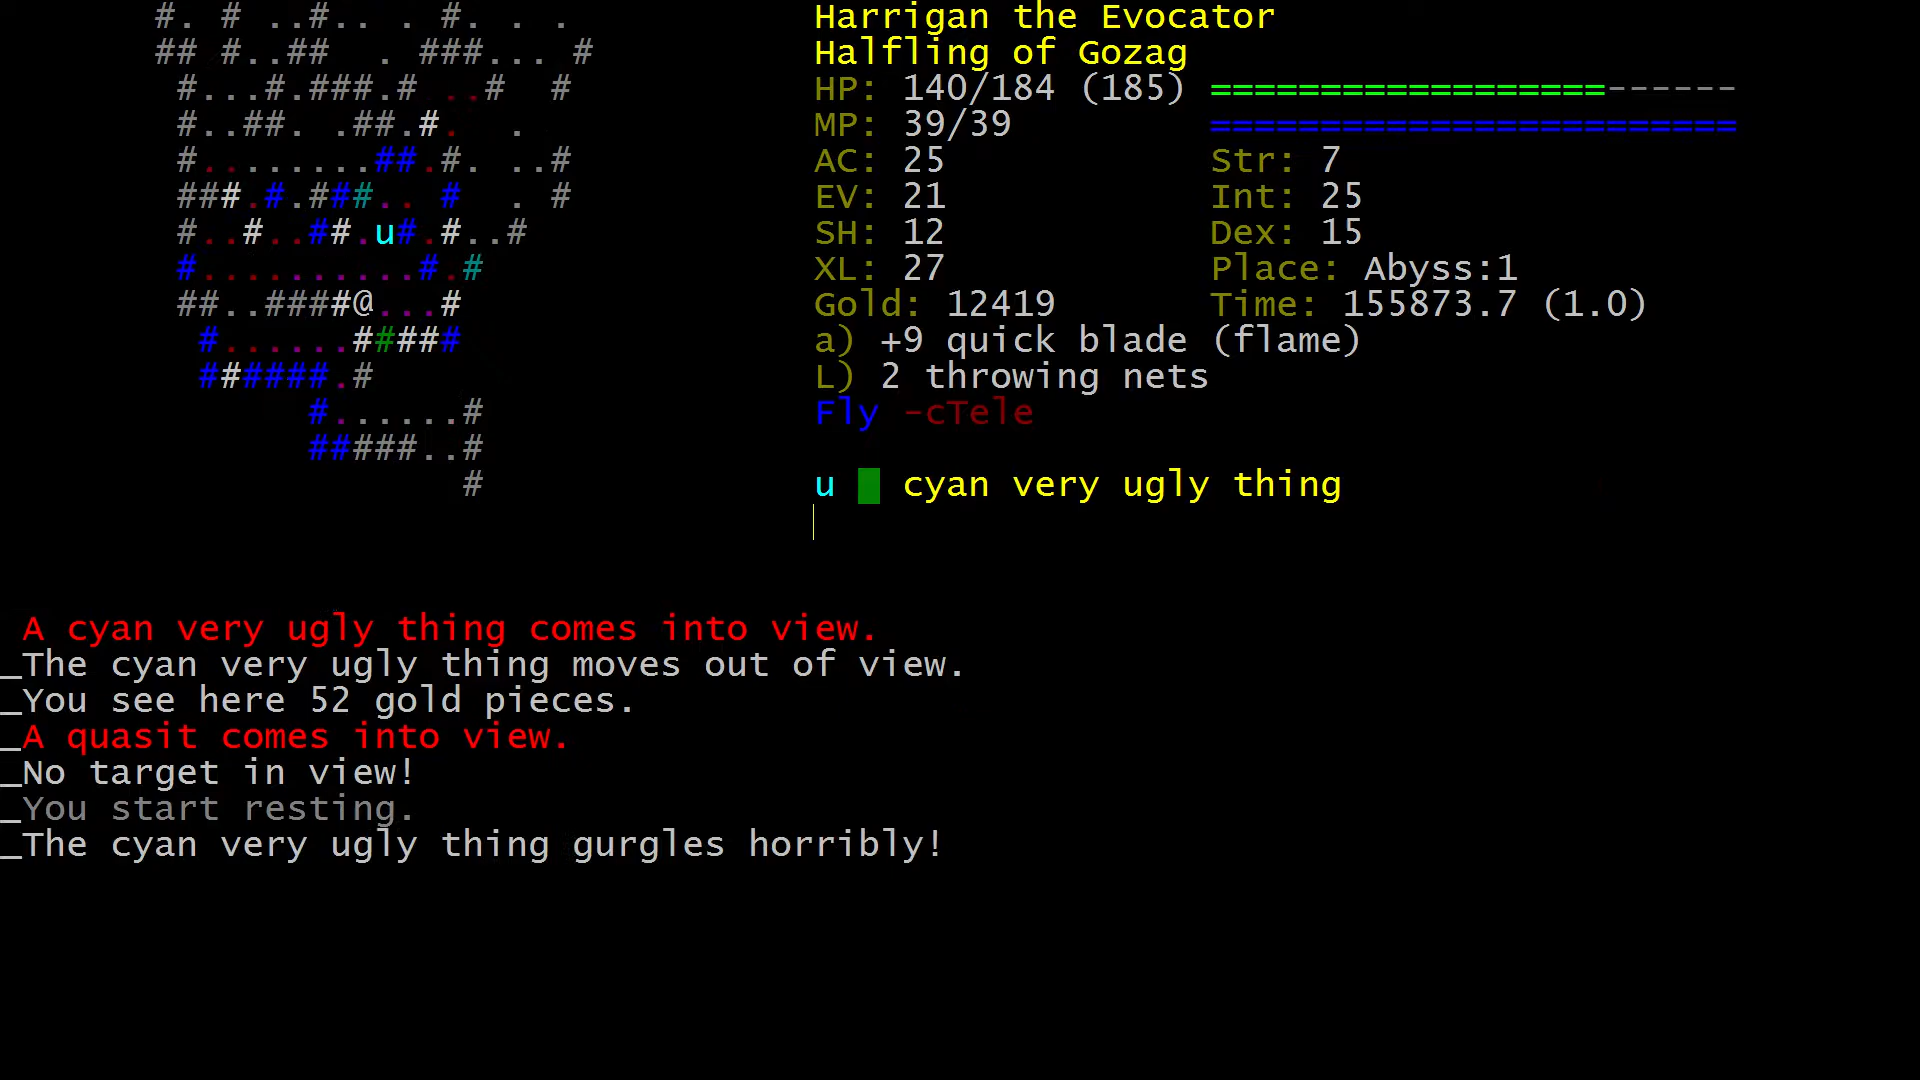 #. # ..#.. . #. . .
## #..## . ###... #
#...#.###.# ..# #
#..##. .##.#. .
#........##.#. ..#
###.#.####.. # . #
#..#..##.u#.#..#
#..........#.#
##..####@...#
#......#####
######.#
#......#
#####..#
#
Harrigan the Evocator
Halfling of Gozag
HP: 140/184 (185) ==================------
MP: 39/39 ========================
AC: 25 Str: 7
EV: 21 Int: 25
SH: 12 Dex: 15
XL: 27 Place: Abyss:1
Gold: 12419 Time: 155873.7 (1.0)
a) +9 quick blade (flame)
L) 2 throwing nets
Fly -cTele
u cyan very ugly thing
A cyan very ugly thing comes into view.
_The cyan very ugly thing moves out of view.
_You see here 52 gold pieces.
_A quasit comes into view.
_No target in view!
_You start resting.
_The cyan very ugly thing gurgles horribly!